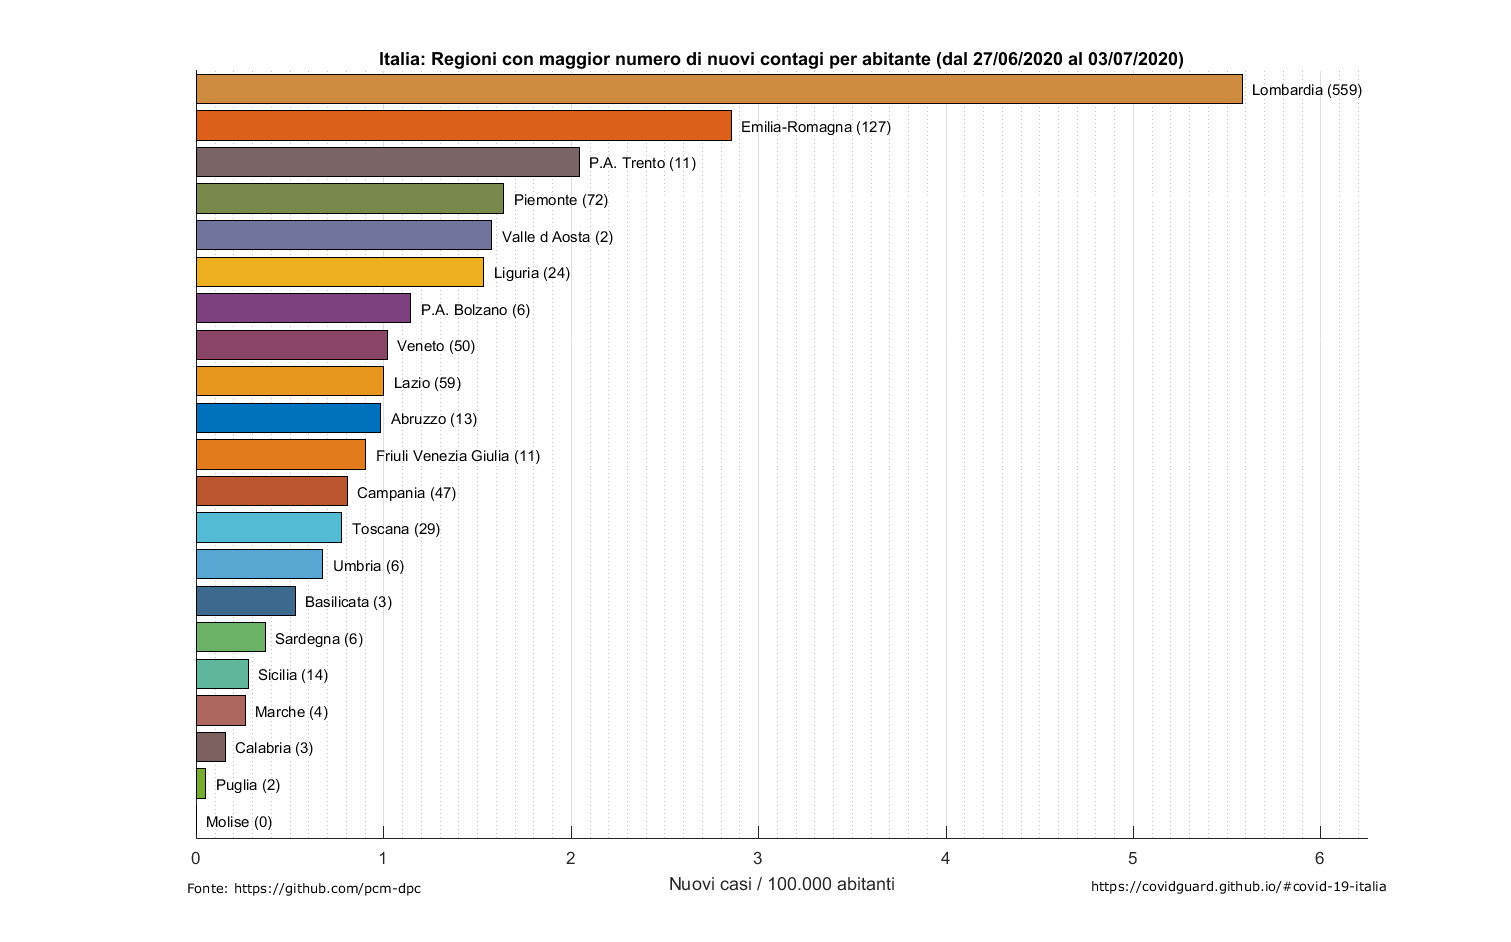 Italia: Regioni con maggior numero di nuovi contagi per abitante (dal 27/06/2020 al 03/07/2020)
Lombardia (559)
Emilia-Romagna (127)
P.A. Trento (11)
Piemonte (72)
Valle d Aosta (2)
Liguria (24)
P.A. Bolzano (6)
Veneto (50)
Lazio (59)
Abruzzo (13)
Friuli Venezia Giulia (11)
Campania (47)
Toscana (29)
Umbria (6)
Basilicata (3)
Sardegna (6)
Sicilia (14)
Marche (4)
Calabria (3)
Puglia (2)
Molise (0)
0 1 2 3 4 5 6
Nuovi casi / 100.000 abitanti
Fonte: https://github.com/pcm-dpc
https://covidguard.github.io/#covid-19-italia